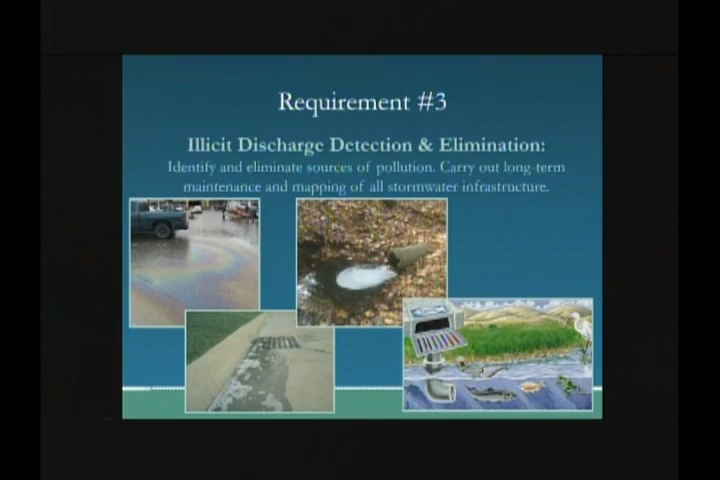 Requirement #3
Illicit Discharge Detection & Elimination:
Identify and eliminate sources of pollution. Carry out long-term
maintenance and mapping of all stormwater infrastructure.